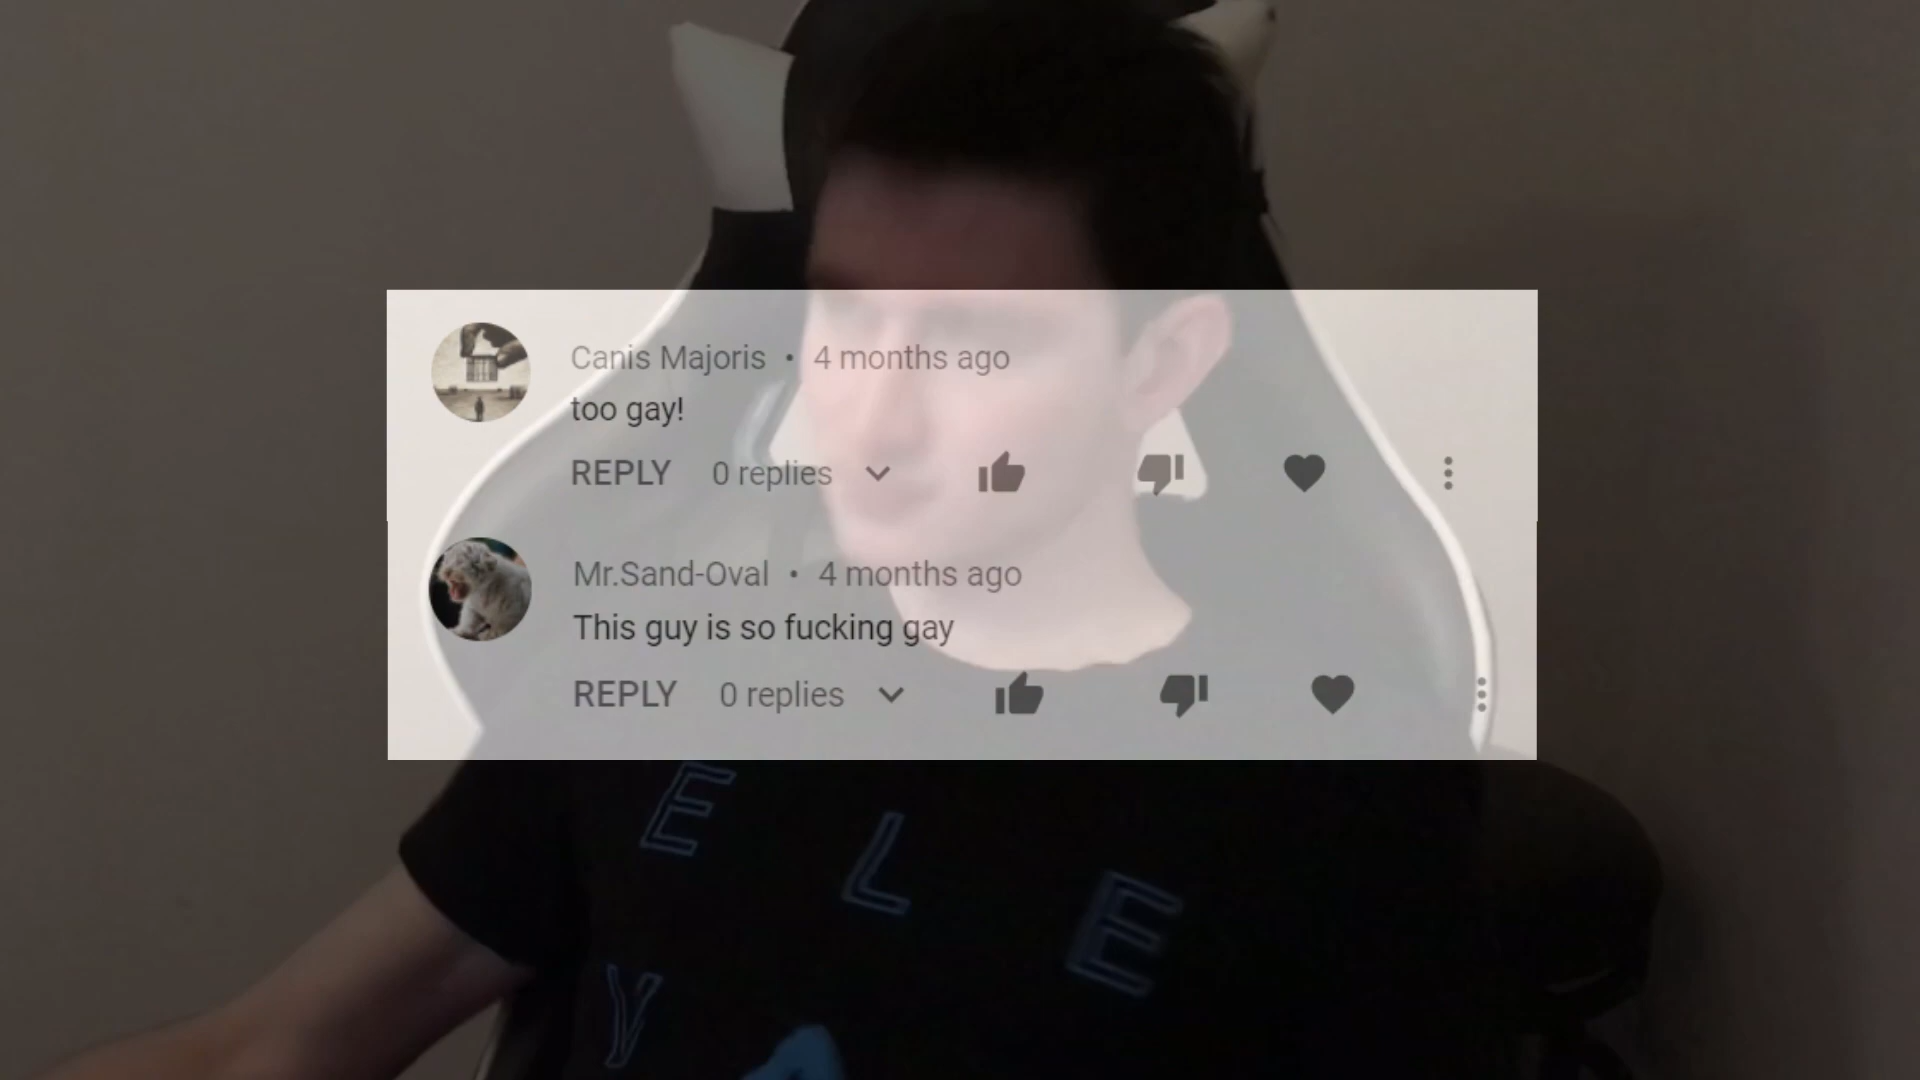 Canis Majoris • 4 months ago
too gay!
REPLY 0 replies
Mr.Sand-Oval • 4 months ago
This guy is so fucking gay
REPLY 0 replies
E L E
V